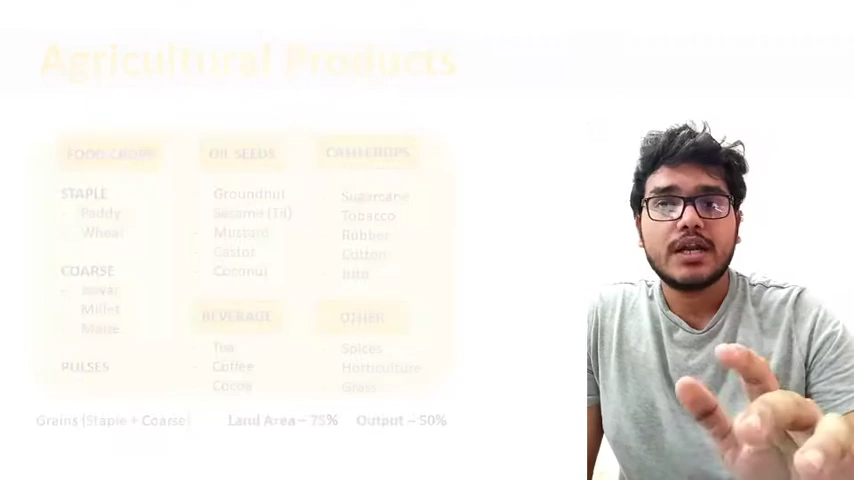 Agricultural Products
FOOD CROPS
STAPLE
- Paddy
- Wheat
COARSE
- Jowar
- Millet
- Maize
PULSES
OIL SEEDS
- Groundnut
- Sesame (Til)
- Mustard
- Castor
- Coconut
BEVERAGE
- Tea
- Coffee
- Cocoa
CASH CROPS
- Sugarcane
- Tobacco
- Rubber
- Cotton
- Jute
OTHER
- Spices
- Horticulture
- Grass
Grains (Staple + Coarse) Land Area – 75% Output – 50%